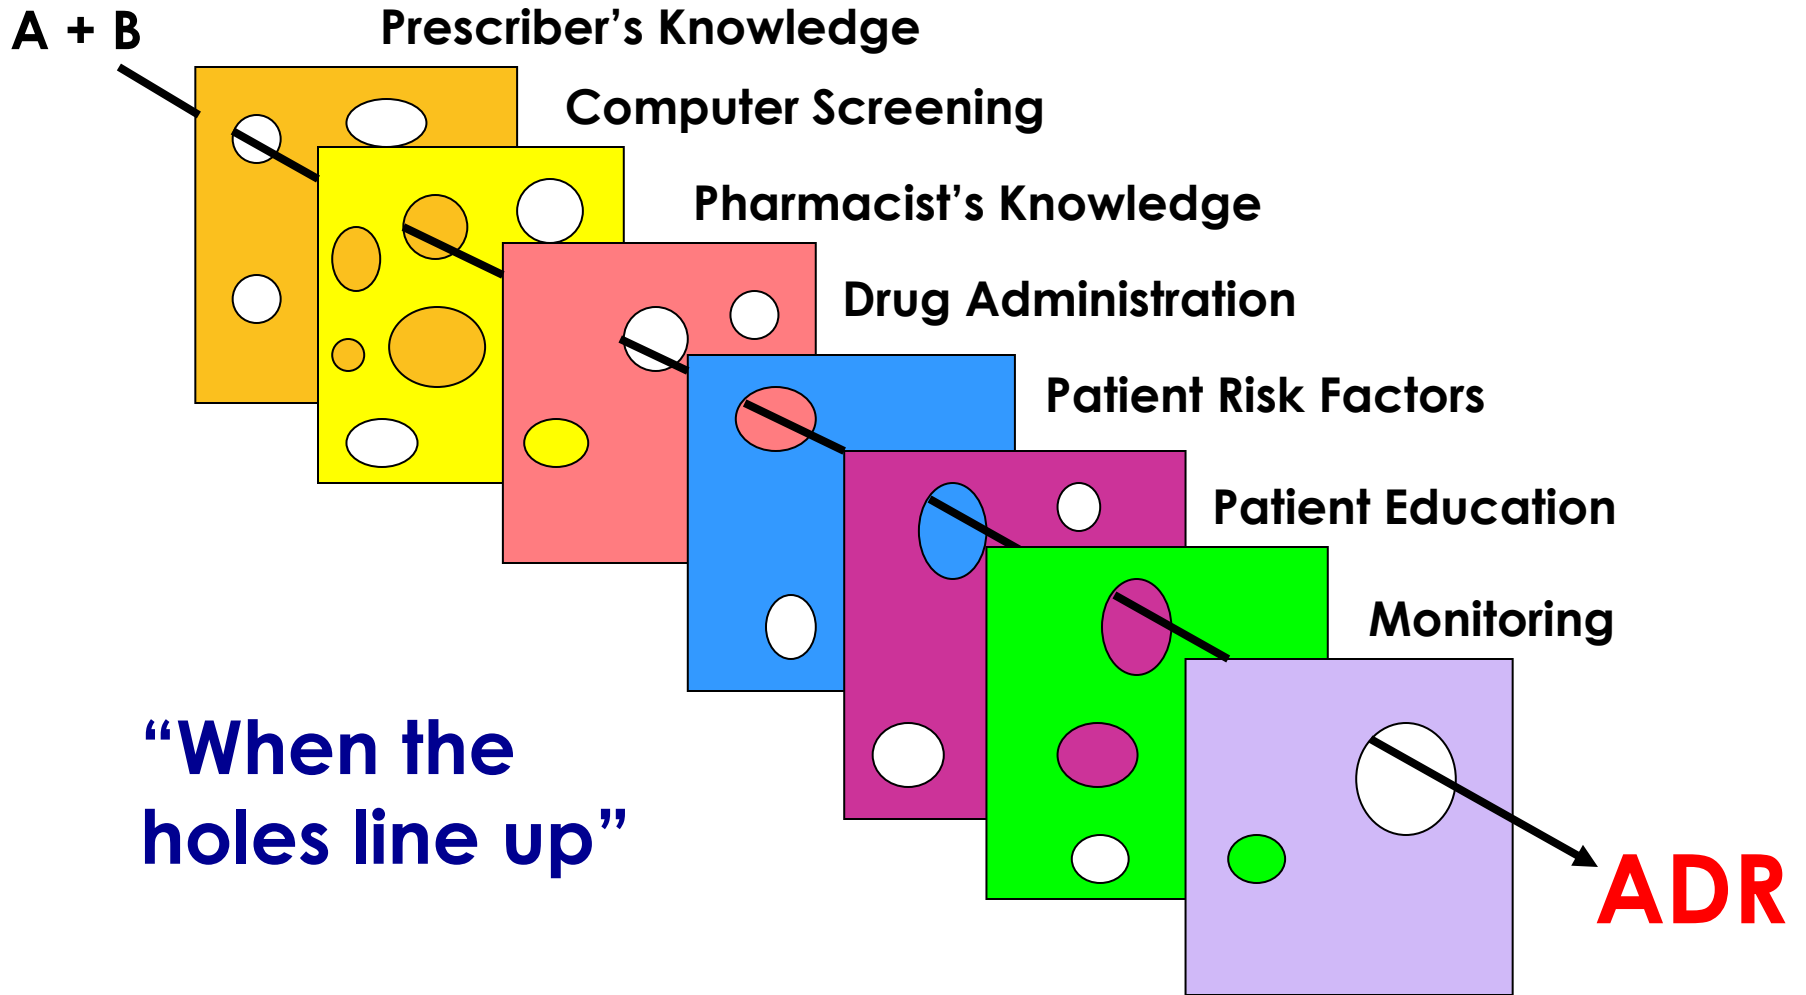 A + B
Prescriber’s Knowledge
Computer Screening
Pharmacist’s Knowledge
Drug Administration
Patient Risk Factors
Patient Education
Monitoring
“When the
holes line up”
ADR